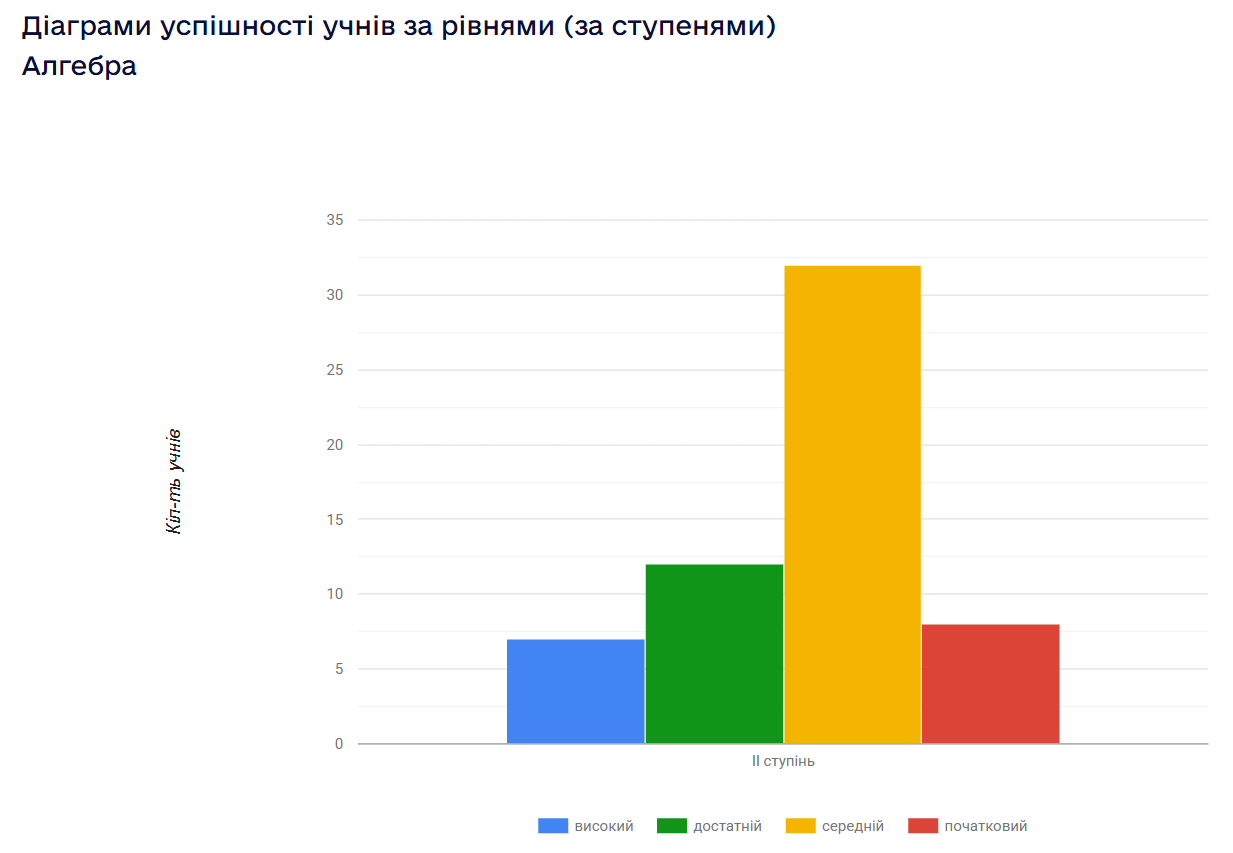 Діаграми успішності учнів за рівнями (за ступенями)
Алгебра
35
30
25
20
15
10
5
0
Кіл-ть учнів
II ступінь
високий достатній середній початковий